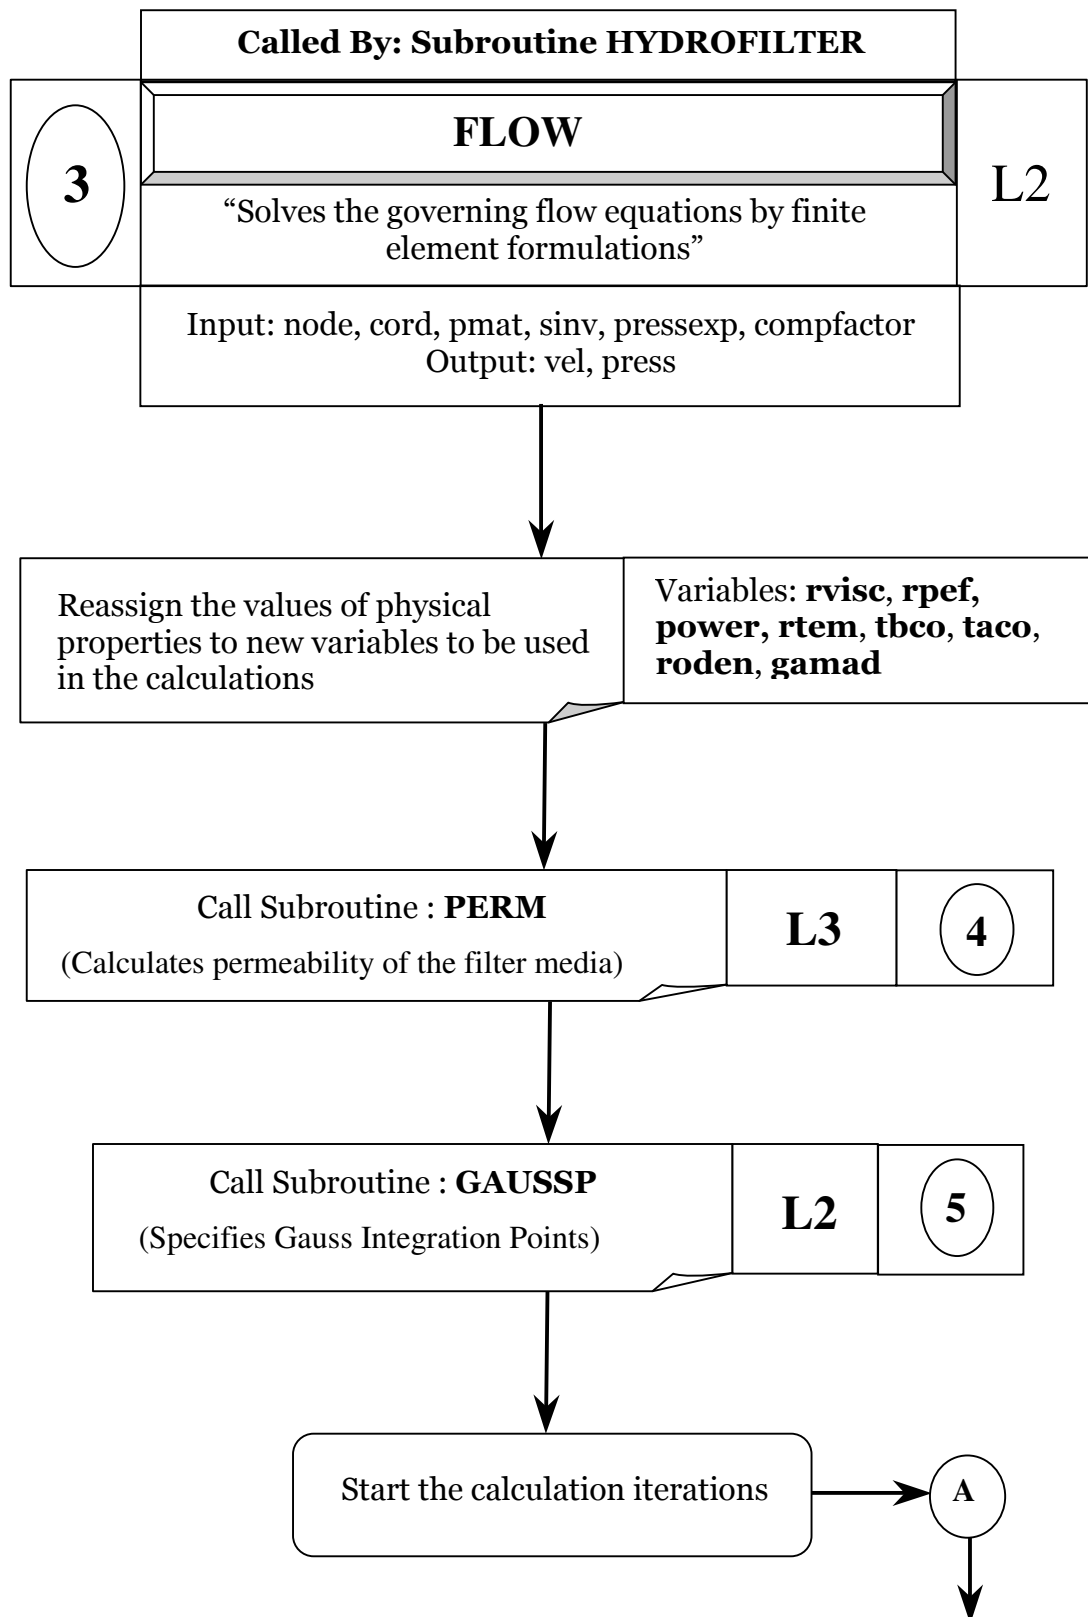 Called By: Subroutine HYDROFILTER
3
FLOW
L2
“Solves the governing flow equations by finite
element formulations”
Input: node, cord, pmat, sinv, pressexp, compfactor
Output: vel, press
Reassign the values of physical
properties to new variables to be used
in the calculations
Variables: rvisc, rpef,
power, rtem, tbco, taco,
roden, gamad
Call Subroutine : PERM
(Calculates permeability of the filter media)
L3
4
Call Subroutine : GAUSSP
(Specifies Gauss Integration Points)
L2
5
Start the calculation iterations
A